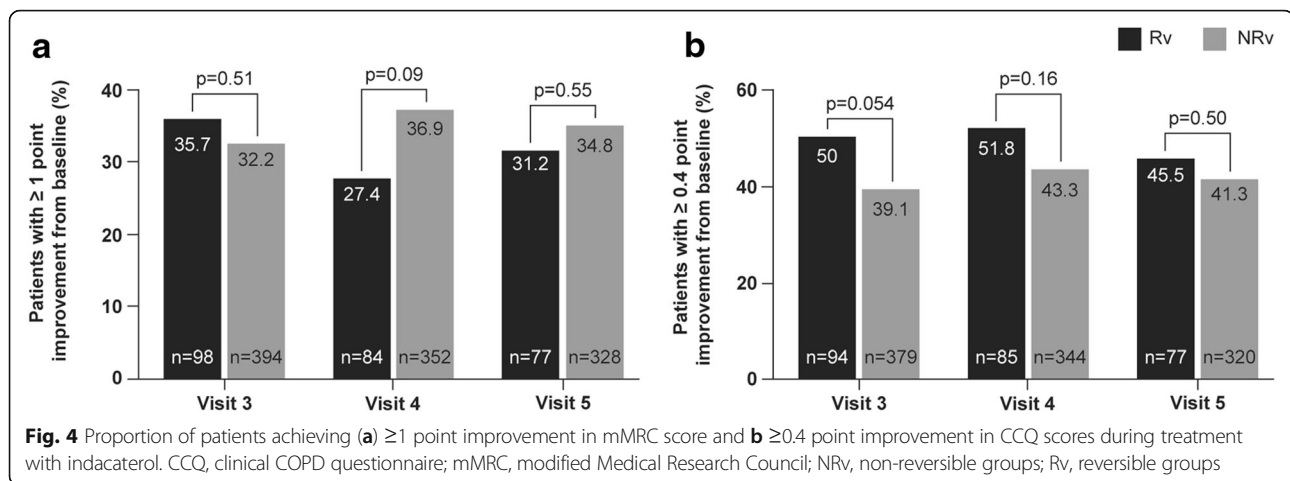 a
Patients with ≥ 1 point
improvement from baseline (%)
40
30
20
10
0
p=0.51
p=0.09
p=0.55
35.7
32.2
27.4
36.9
31.2
34.8
n=98
n=394
n=84
n=352
n=77
n=328
Visit 3
Visit 4
Visit 5
b
Rv
NRv
Patients with ≥ 0.4 point
improvement from baseline (%)
60
40
20
0
p=0.054
p=0.16
p=0.50
50
39.1
51.8
43.3
45.5
41.3
n=94
n=379
n=85
n=344
n=77
n=320
Visit 3
Visit 4
Visit 5
Fig. 4 Proportion of patients achieving (a) ≥1 point improvement in mMRC score and b ≥0.4 point improvement in CCQ scores during treatment
with indacaterol. CCQ, clinical COPD questionnaire; mMRC, modified Medical Research Council; NRv, non-reversible groups; Rv, reversible groups